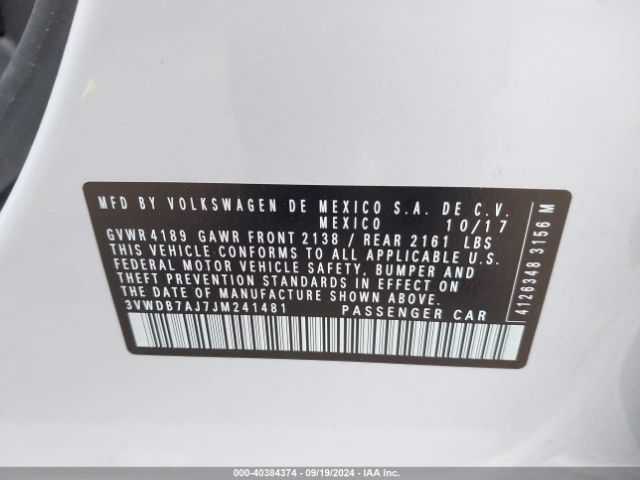 MFD BY VOLKSWAGEN DE MEXICO S.A. DE C.V.
MEXICO 10/17
GVWR 4189 GAWR FRONT 2138 / REAR 2161 LBS
THIS VEHICLE CONFORMS TO ALL APPLICABLE U.S.
FEDERAL MOTOR VEHICLE SAFETY, BUMPER AND
THEFT PREVENTION STANDARDS IN EFFECT ON
THE DATE OF MANUFACTURE SHOWN ABOVE.
3VWDB7AJ7JM241481 PASSENGER CAR
4126348 3156 M
000-40384374 - 09/19/2024 - IAAI.COM